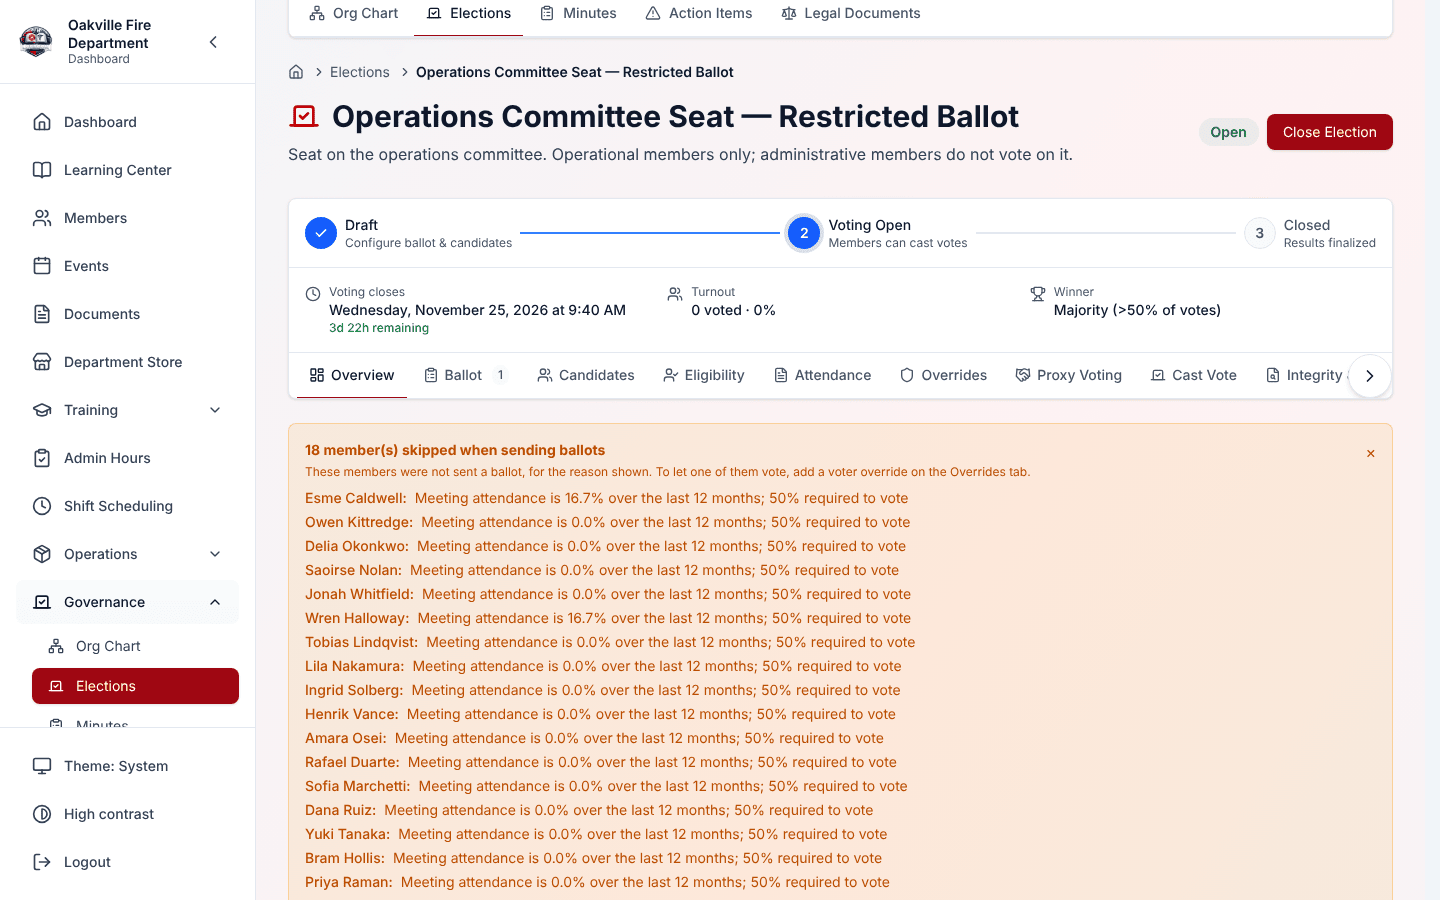 Oakville Fire Department
Dashboard
Dashboard
Learning Center
Members
Events
Documents
Department Store
Training
Admin Hours
Shift Scheduling
Operations
Governance
Org Chart
Elections
Minutes
Theme: System
High contrast
Logout
Org Chart
Elections
Minutes
Action Items
Legal Documents
Elections
Operations Committee Seat — Restricted Ballot
Operations Committee Seat — Restricted Ballot
Seat on the operations committee. Operational members only; administrative members do not vote on it.
Open
Close Election
Draft
Configure ballot & candidates
2
Voting Open
Members can cast votes
3
Closed
Results finalized
Voting closes
Wednesday, November 25, 2026 at 9:40 AM
3d 22h remaining
Turnout
0 voted · 0%
Winner
Majority (>50% of votes)
Overview
Ballot 1
Candidates
Eligibility
Attendance
Overrides
Proxy Voting
Cast Vote
Integrity
18 member(s) skipped when sending ballots
×
These members were not sent a ballot, for the reason shown. To let one of them vote, add a voter override on the Overrides tab.
Esme Caldwell: Meeting attendance is 16.7% over the last 12 months; 50% required to vote
Owen Kittredge: Meeting attendance is 0.0% over the last 12 months; 50% required to vote
Delia Okonkwo: Meeting attendance is 0.0% over the last 12 months; 50% required to vote
Saoirse Nolan: Meeting attendance is 0.0% over the last 12 months; 50% required to vote
Jonah Whitfield: Meeting attendance is 0.0% over the last 12 months; 50% required to vote
Wren Halloway: Meeting attendance is 16.7% over the last 12 months; 50% required to vote
Tobias Lindqvist: Meeting attendance is 0.0% over the last 12 months; 50% required to vote
Lila Nakamura: Meeting attendance is 0.0% over the last 12 months; 50% required to vote
Ingrid Solberg: Meeting attendance is 0.0% over the last 12 months; 50% required to vote
Henrik Vance: Meeting attendance is 0.0% over the last 12 months; 50% required to vote
Amara Osei: Meeting attendance is 0.0% over the last 12 months; 50% required to vote
Rafael Duarte: Meeting attendance is 0.0% over the last 12 months; 50% required to vote
Sofia Marchetti: Meeting attendance is 0.0% over the last 12 months; 50% required to vote
Dana Ruiz: Meeting attendance is 0.0% over the last 12 months; 50% required to vote
Yuki Tanaka: Meeting attendance is 0.0% over the last 12 months; 50% required to vote
Bram Hollis: Meeting attendance is 0.0% over the last 12 months; 50% required to vote
Priya Raman: Meeting attendance is 0.0% over the last 12 months; 50% required to vote